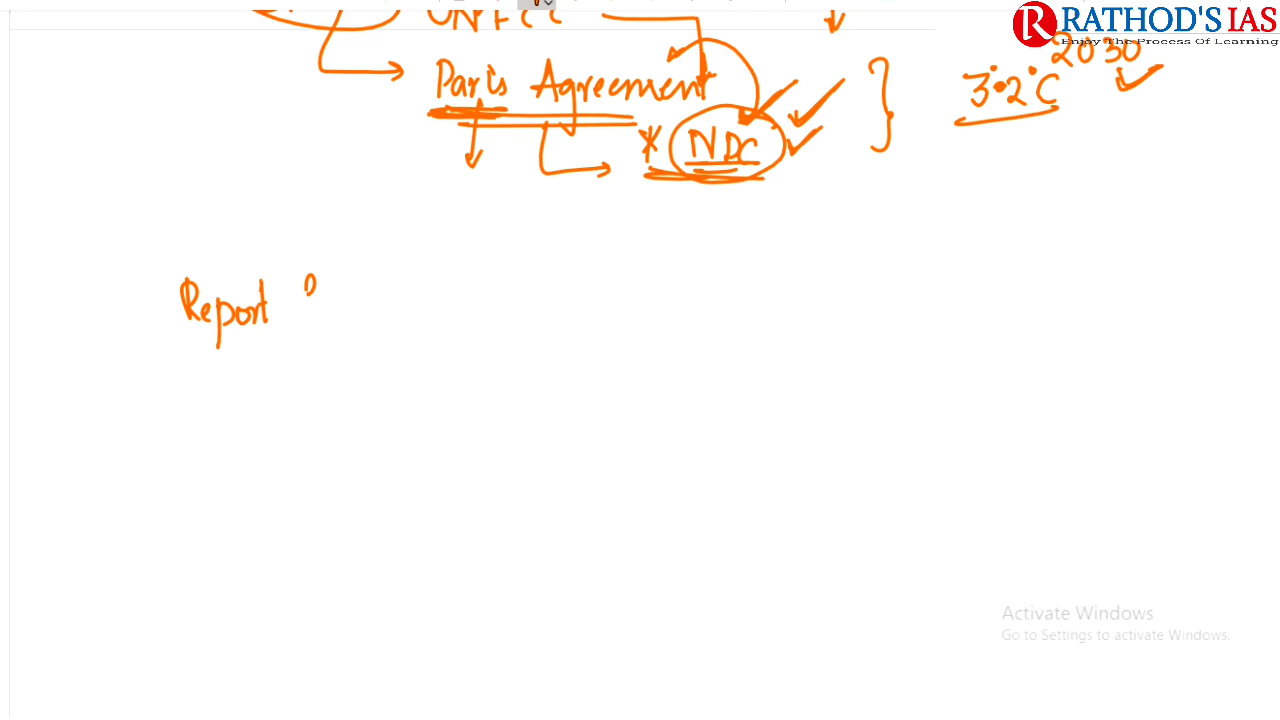 UNFCC
RATHOD'S IAS
Enjoy The Process Of Learning
2030
Paris Agreement
3.2°C
* NDC
Report
Activate Windows
Go to Settings to activate Windows.